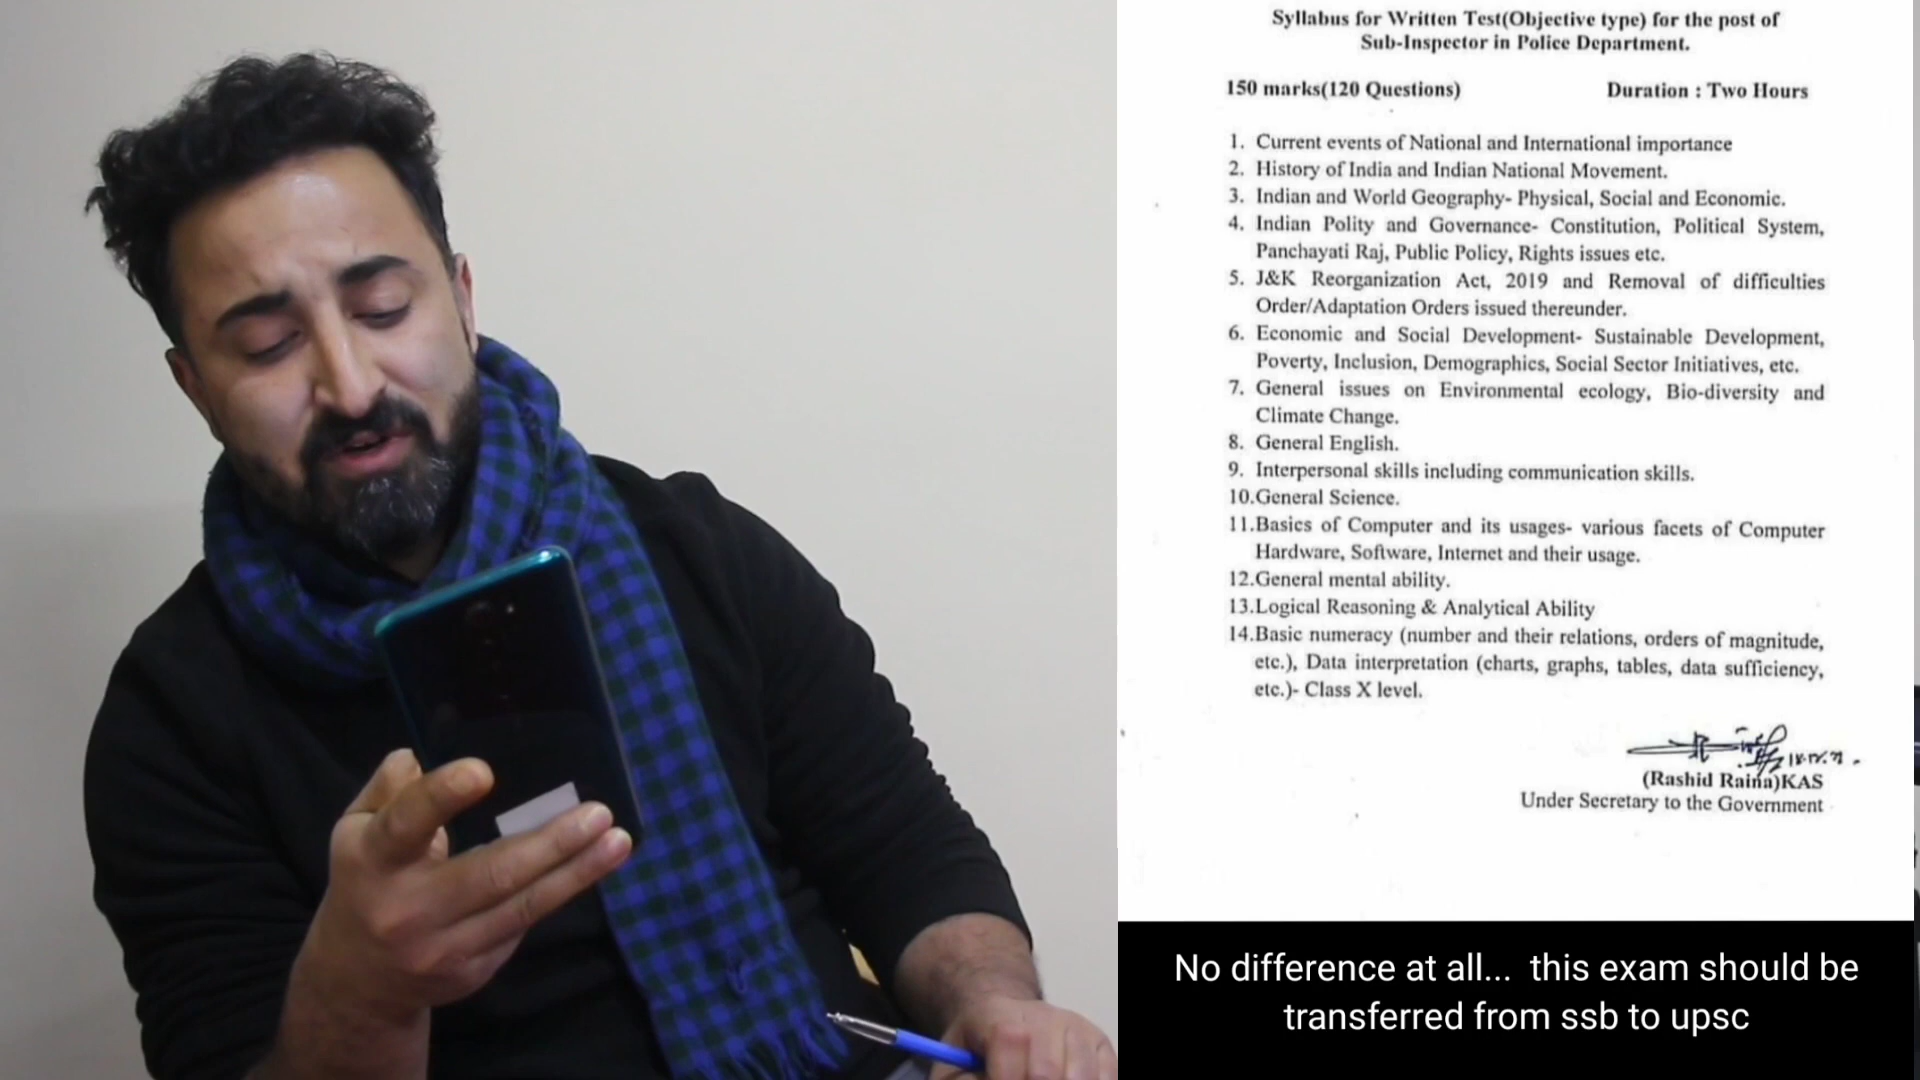 Syllabus for Written Test(Objective type) for the post of
Sub-Inspector in Police Department.
150 marks(120 Questions) Duration : Two Hours
1. Current events of National and International importance
2. History of India and Indian National Movement.
3. Indian and World Geography- Physical, Social and Economic.
4. Indian Polity and Governance- Constitution, Political System,
Panchayati Raj, Public Policy, Rights issues etc.
5. J&K Reorganization Act, 2019 and Removal of difficulties
Order/Adaptation Orders issued thereunder.
6. Economic and Social Development- Sustainable Development,
Poverty, Inclusion, Demographics, Social Sector Initiatives, etc.
7. General issues on Environmental ecology, Bio-diversity and
Climate Change.
8. General English.
9. Interpersonal skills including communication skills.
10.General Science.
11.Basics of Computer and its usages- various facets of Computer
Hardware, Software, Internet and their usage.
12.General mental ability.
13.Logical Reasoning & Analytical Ability
14.Basic numeracy (number and their relations, orders of magnitude,
etc.), Data interpretation (charts, graphs, tables, data sufficiency,
etc.)- Class X level.
(Rashid Raina)KAS
Under Secretary to the Government
No difference at all... this exam should be
transferred from ssb to upsc